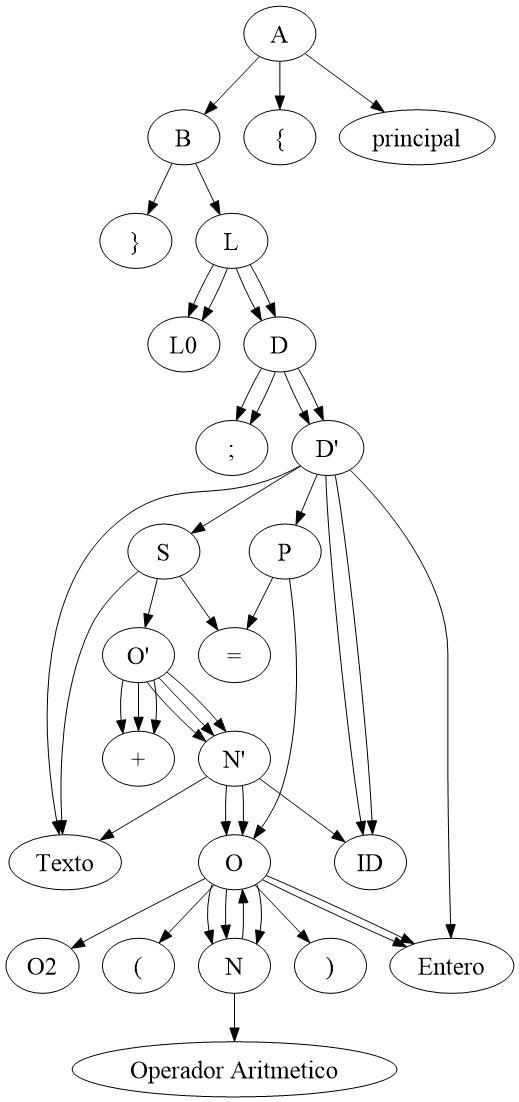 A
B
{
principal
}
L
L0
D
;
D'
S
P
O'
=
+
N'
Texto
O
ID
O2
(
N
)
Entero
Operador Aritmetico